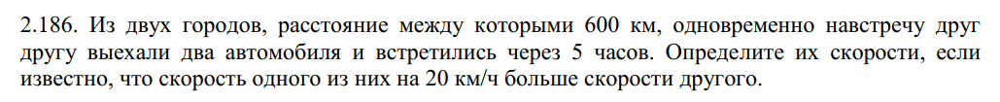 2.186. Из двух городов, расстояние между которыми 600 км, одновременно навстречу друг
другу выехали два автомобиля и встретились через 5 часов. Определите их скорости, если
известно, что скорость одного из них на 20 км/ч больше скорости другого.